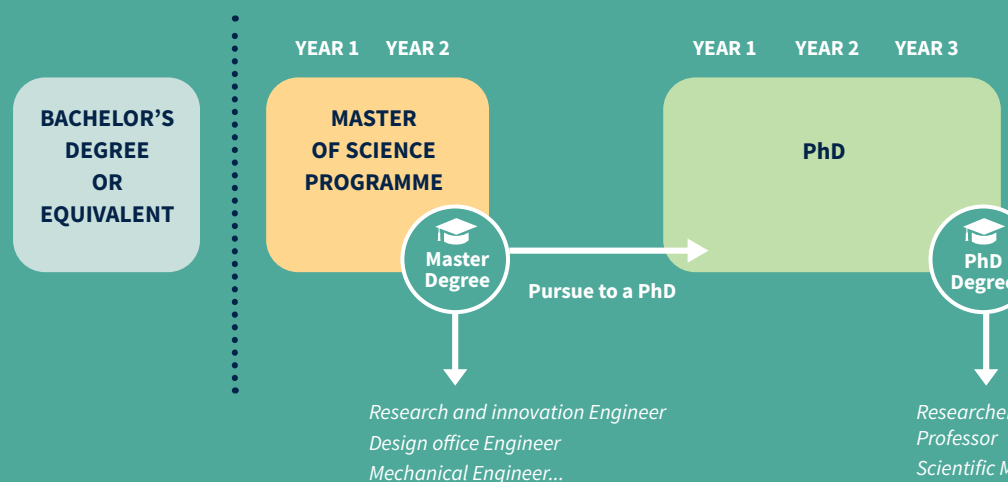 YEAR 1 YEAR 2
YEAR 1 YEAR 2 YEAR 3
BACHELOR’S
DEGREE
OR
EQUIVALENT
MASTER
OF SCIENCE
PROGRAMME
Master
Degree
Pursue to a PhD
PhD
PhD
Research and innovation Engineer
Design office Engineer
Mechanical Engineer...
Professor
Scientific